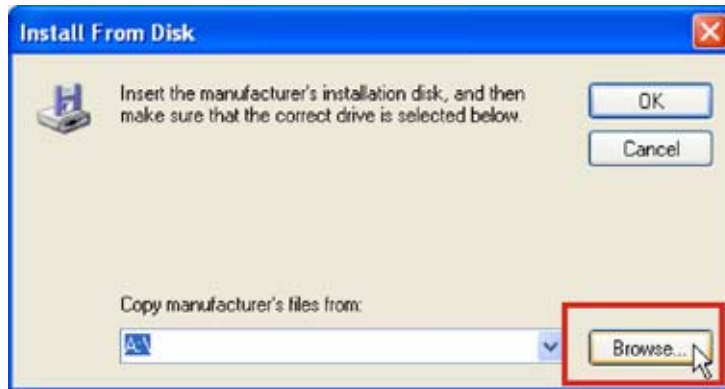 Install From Disk
Insert the manufacturer's installation disk, and then
make sure that the correct drive is selected below.
OK
Cancel
Copy manufacturer's files from:
A:\
Browse...